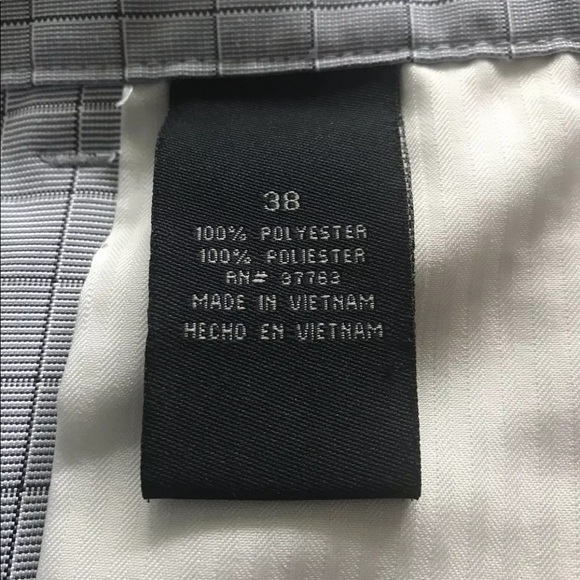 38
100% POLYESTER
100% POLIESTER
RN# 37763
MADE IN VIETNAM
HECHO EN VIETNAM